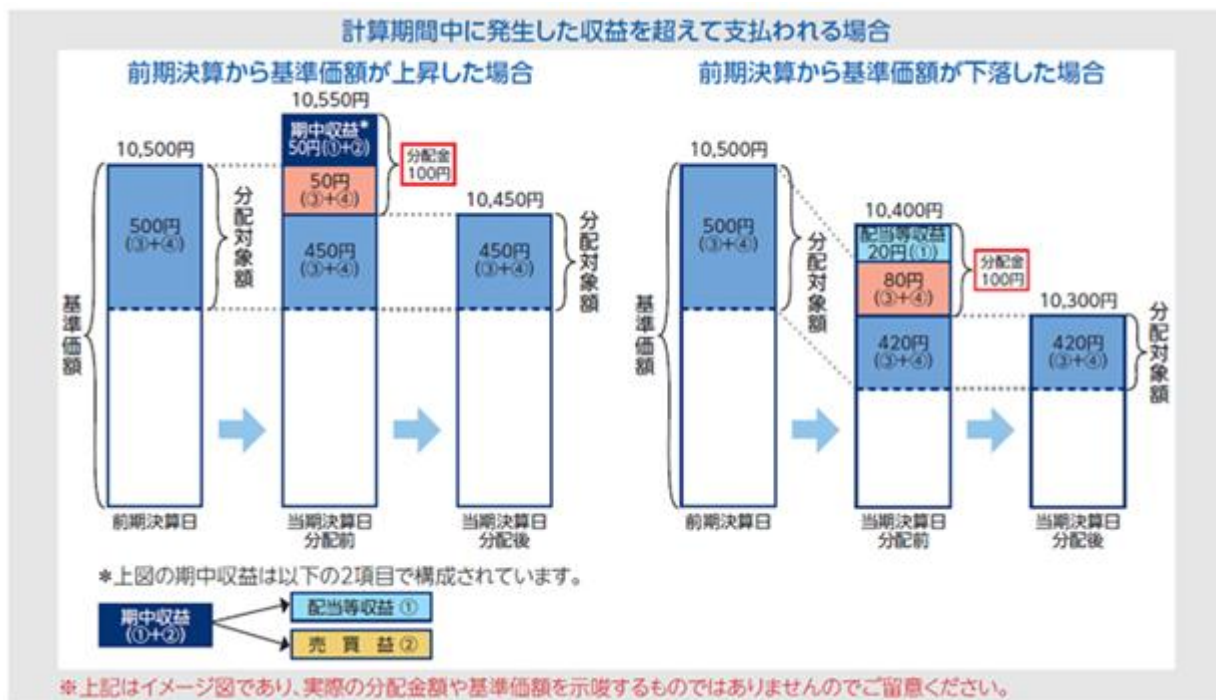 計算期間中に発生した収益を超えて支払われる場合
前期決算から基準価額が上昇した場合
10,500円
500円
(③+④)
分配対象額
基準価額
前期決算日
10,550円
期中収益*
50円(①+②)
50円
(③+④)
450円
(③+④)
分配金
100円
当期決算日
分配前
10,450円
450円
(③+④)
分配対象額
当期決算日
分配後
前期決算から基準価額が下落した場合
10,500円
500円
(③+④)
分配対象額
基準価額
前期決算日
10,400円
配当等収益
20円(①)
80円
(③+④)
420円
(③+④)
分配金
100円
当期決算日
分配前
10,300円
420円
(③+④)
分配対象額
当期決算日
分配後
*上図の期中収益は以下の2項目で構成されています。
期中収益
(①+②)
配当等収益 ①
売 買 益 ②
※上記はイメージ図であり、実際の分配金額や基準価額を示唆するものではありませんのでご留意ください。